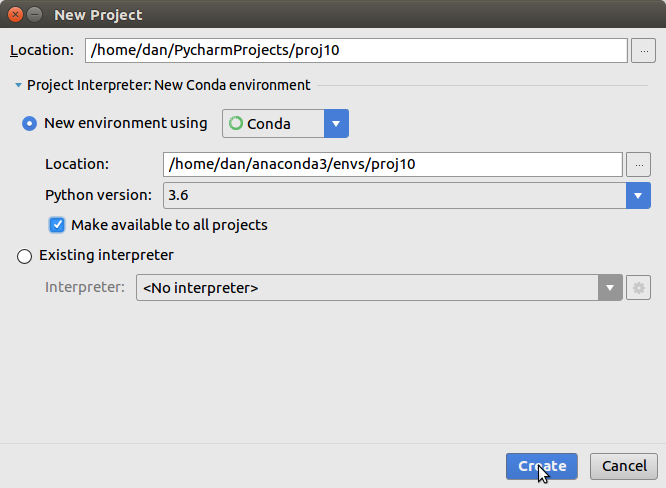 New Project
Location: /home/dan/PycharmProjects/proj10 ...
Project Interpreter: New Conda environment
New environment using Conda
Location: /home/dan/anaconda3/envs/proj10 ...
Python version: 3.6
Make available to all projects
Existing interpreter
Interpreter: <No interpreter>
Create Cancel